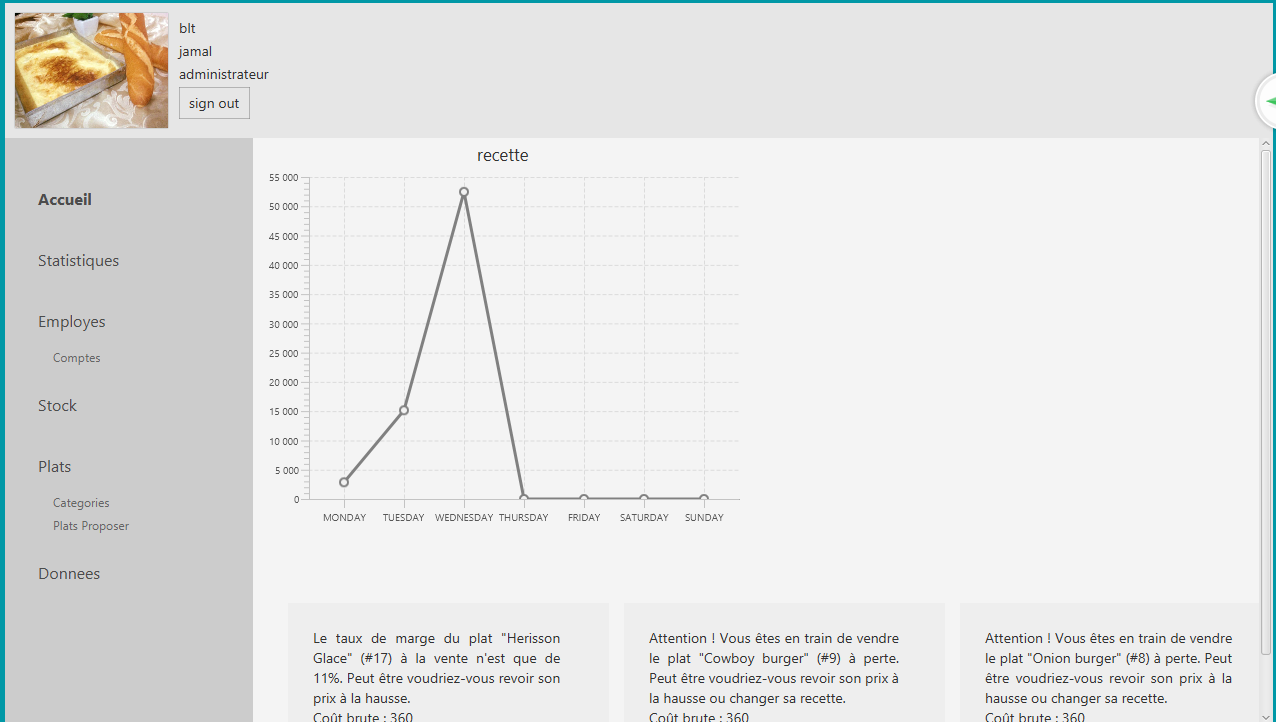 blt
jamal
administrateur
sign out
Accueil
Statistiques
Employes
Comptes
Stock
Plats
Categories
Plats Proposer
Donnees
recette
55 000
50 000
45 000
40 000
35 000
30 000
25 000
20 000
15 000
10 000
5 000
0
MONDAY TUESDAY WEDNESDAY THURSDAY FRIDAY SATURDAY SUNDAY
Le taux de marge du plat "Herisson
Glace" (#17) à la vente n'est que de
11%. Peut être voudriez-vous revoir son
prix à la hausse.
Coût brute : 360
Attention ! Vous êtes en train de vendre
le plat "Cowboy burger" (#9) à perte.
Peut être voudriez-vous revoir son prix à
la hausse ou changer sa recette.
Coût brute : 360
Attention ! Vous êtes en train de vendre
le plat "Onion burger" (#8) à perte. Peut
être voudriez-vous revoir son prix à la
hausse ou changer sa recette.
Coût brute : 360